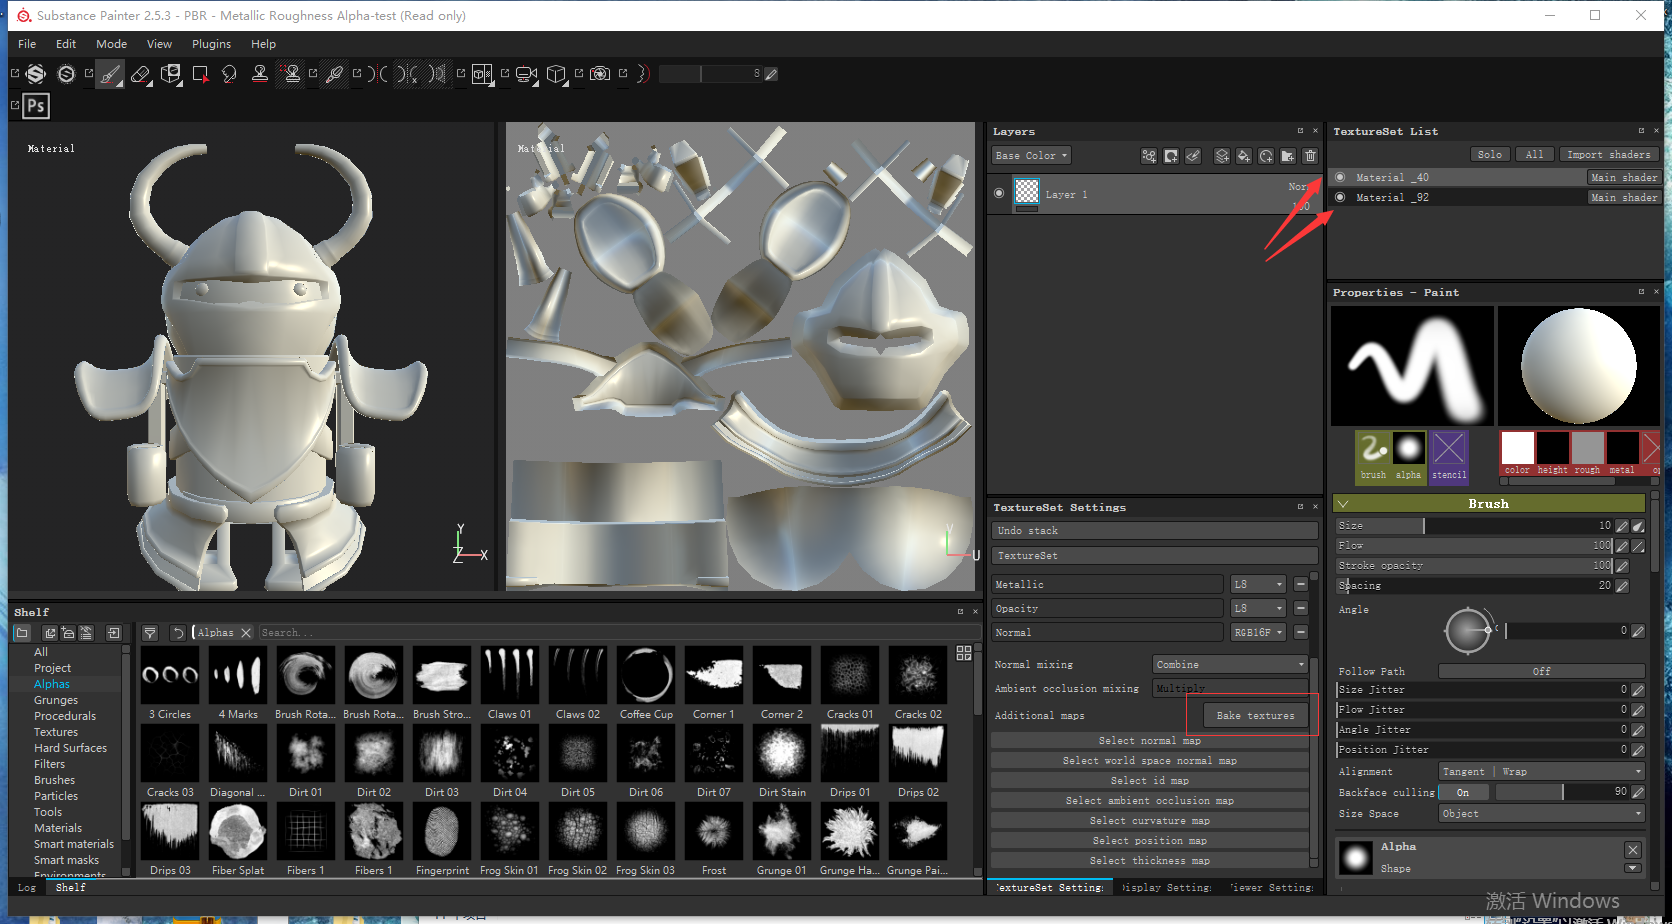 Substance Painter 2.5.3 - PBR - Metallic Roughness Alpha-test (Read only)
File Edit Mode View Plugins Help
8
Ps
Material
Material
Y
Z X
Y
U
Layers
Base Color
Layer 1
TextureSet List
Solo All Import shaders
Material _40 Main shader
Material _92 Main shader
TextureSet Settings
Undo stack
TextureSet
Metallic L8
Opacity L8
Normal RGB16F
Normal mixing Combine
Ambient occlusion mixing Multiply
Additional maps Bake textures
Select normal map
Select world space normal map
Select id map
Select ambient occlusion map
Select curvature map
Select position map
Select thickness map
Properties - Paint
brush alpha stencil color height rough metal
Brush
Size 10
Flow 100
Stroke opacity 100
Spacing 20
Angle 0
Follow Path Off
Size Jitter 0
Flow Jitter 0
Angle Jitter 0
Position Jitter 0
Alignment Tangent | Wrap
Backface culling On 90
Size Space Object
Alpha
Shape
Shelf
Alphas Search...
All
Project
Alphas
Grunges
Procedurals
Textures
Hard Surfaces
Filters
Brushes
Particles
Tools
Materials
Smart materials
Smart masks
Environments
3 Circles 4 Marks Brush Rota... Brush Rota... Brush Stro... Claws 01 Claws 02 Coffee Cup Corner 1 Corner 2 Cracks 01 Cracks 02
Cracks 03 Diagonal ... Dirt 01 Dirt 02 Dirt 03 Dirt 04 Dirt 05 Dirt 06 Dirt 07 Dirt Stain Drips 01 Drips 02
Drips 03 Fiber Splat Fibers 1 Fibers 1 Fingerprint Frog Skin 01 Frog Skin 02 Frog Skin 03 Frost Grunge 01 Grunge Ha... Grunge Pai...
Log Shelf
激活 Windows